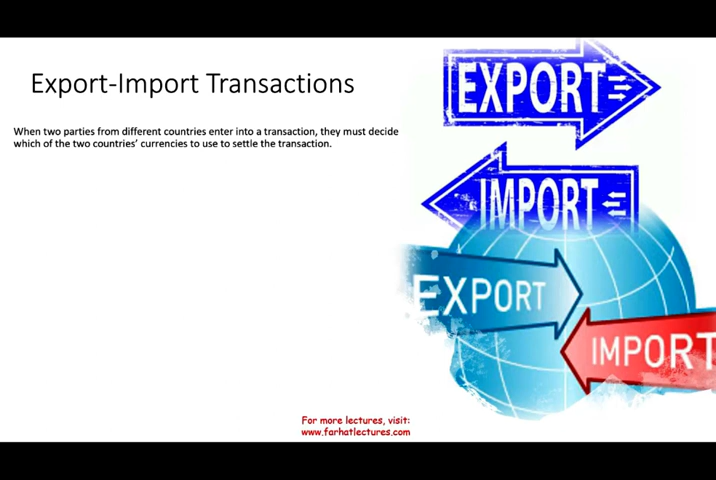 Export-Import Transactions
When two parties from different countries enter into a transaction, they must decide
which of the two countries' currencies to use to settle the transaction.
EXPORT
IMPORT
EXPORT
IMPORT
For more lectures, visit:
www.farhatlectures.com